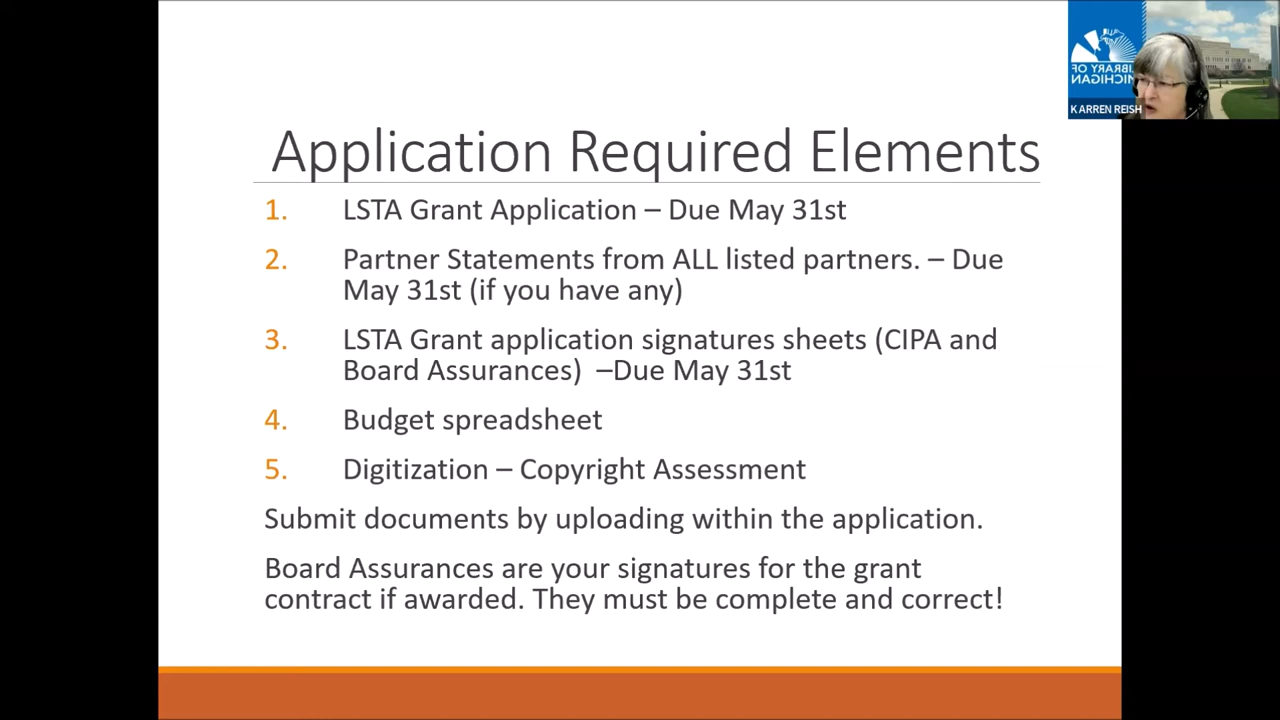 LIBRARY OF
MICHIGAN
KARREN REISH
Application Required Elements
1. LSTA Grant Application – Due May 31st
2. Partner Statements from ALL listed partners. – Due
May 31st (if you have any)
3. LSTA Grant application signatures sheets (CIPA and
Board Assurances) –Due May 31st
4. Budget spreadsheet
5. Digitization – Copyright Assessment
Submit documents by uploading within the application.
Board Assurances are your signatures for the grant
contract if awarded. They must be complete and correct!